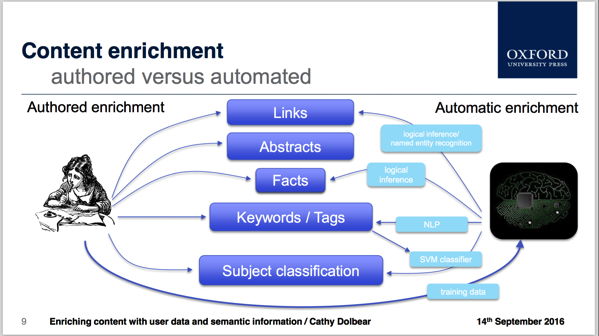 Content enrichment
authored versus automated
OXFORD
UNIVERSITY PRESS
Authored enrichment
Automatic enrichment
Links
Abstracts
Facts
Keywords / Tags
Subject classification
logical inference/
named entity recognition
logical
inference
NLP
SVM classifier
training data
9
Enriching content with user data and semantic information / Cathy Dolbear
14th September 2016